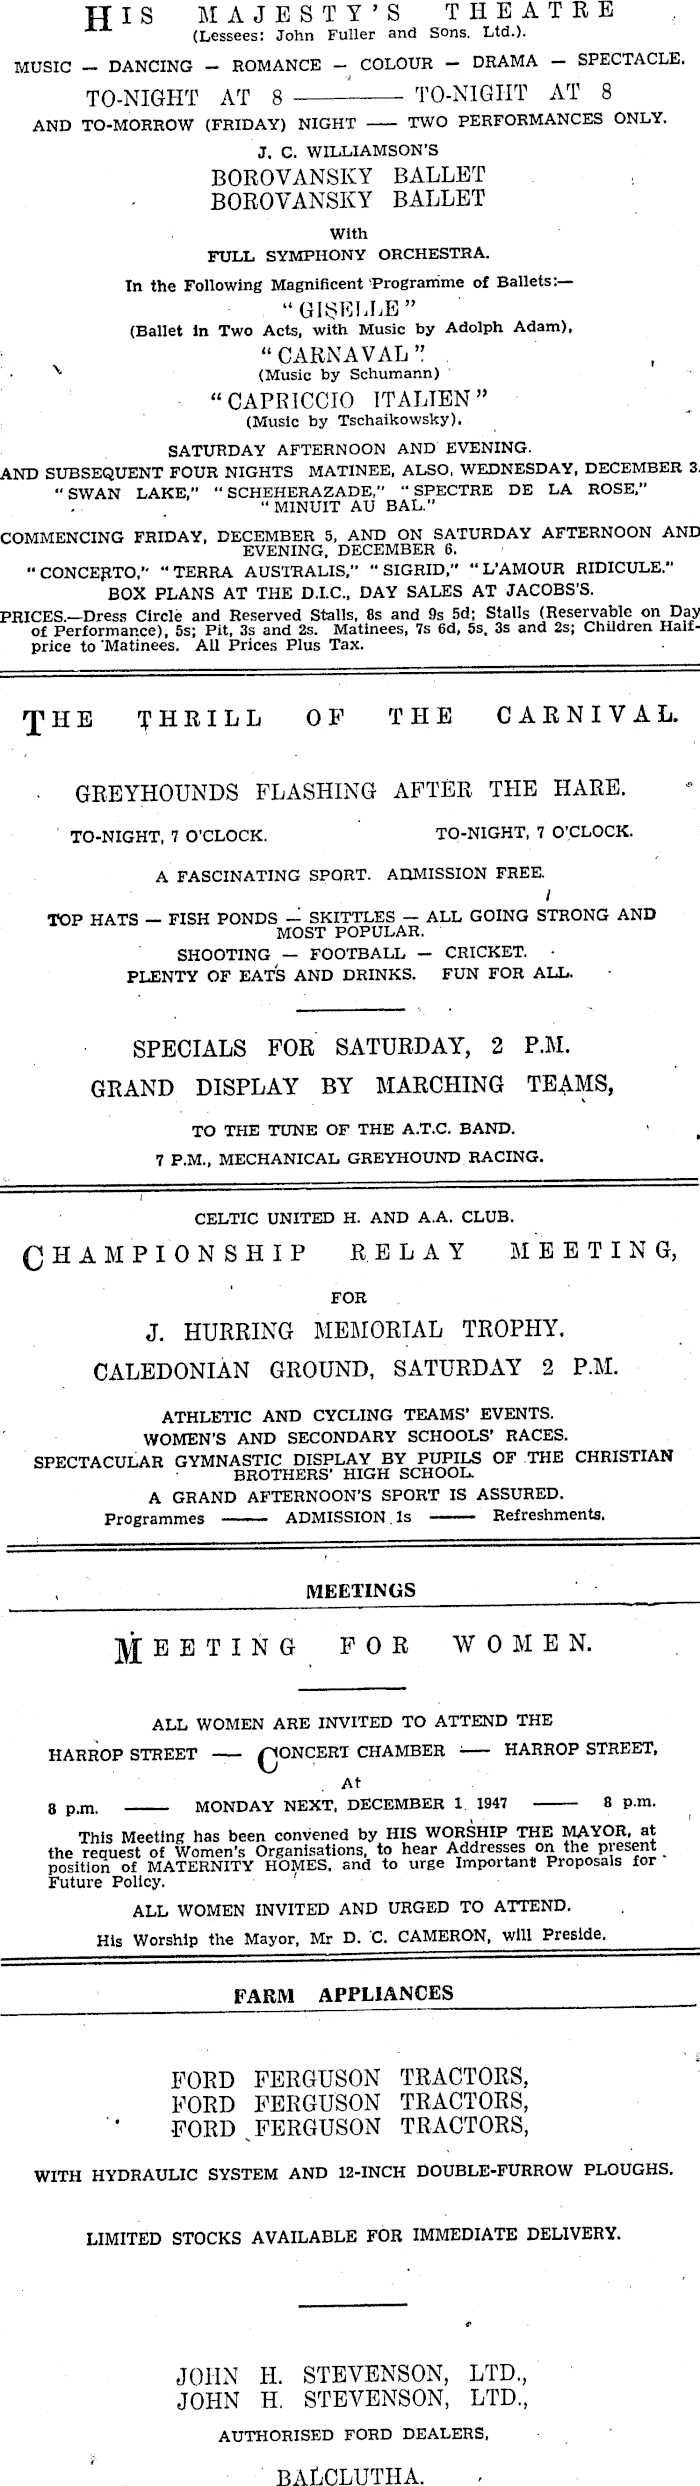 HIS MAJESTY'S THEATRE
(Lessees: John Fuller and Sons, Ltd.).
MUSIC — DANCING — ROMANCE — COLOUR — DRAMA — SPECTACLE.
TO-NIGHT AT 8 ——— TO-NIGHT AT 8
AND TO-MORROW (FRIDAY) NIGHT —— TWO PERFORMANCES ONLY.
J. C. WILLIAMSON'S
BOROVANSKY BALLET
BOROVANSKY BALLET
With
FULL SYMPHONY ORCHESTRA.
In the Following Magnificent Programme of Ballets:—
"GISELLE"
(Ballet in Two Acts, with Music by Adolph Adam),
"CARNAVAL"
(Music by Schumann)
"CAPRICCIO ITALIEN"
(Music by Tschaikowsky).
SATURDAY AFTERNOON AND EVENING.
AND SUBSEQUENT FOUR NIGHTS MATINEE, ALSO, WEDNESDAY, DECEMBER 3.
"SWAN LAKE," "SCHEHERAZADE," "SPECTRE DE LA ROSE,"
"MINUIT AU BAL."
COMMENCING FRIDAY, DECEMBER 5, AND ON SATURDAY AFTERNOON AND
EVENING, DECEMBER 6.
"CONCERTO," "TERRA AUSTRALIS," "SIGRID," "L'AMOUR RIDICULE."
BOX PLANS AT THE D.I.C., DAY SALES AT JACOBS'S.
PRICES.—Dress Circle and Reserved Stalls, 8s and 9s 5d; Stalls (Reservable on Day
of Performance), 5s; Pit, 3s and 2s. Matinees, 7s 6d, 5s, 3s and 2s; Children Half-
price to Matinees. All Prices Plus Tax.
THE THRILL OF THE CARNIVAL.
GREYHOUNDS FLASHING AFTER THE HARE.
TO-NIGHT, 7 O'CLOCK. TO-NIGHT, 7 O'CLOCK.
A FASCINATING SPORT. ADMISSION FREE.
TOP HATS — FISH PONDS — SKITTLES — ALL GOING STRONG AND
MOST POPULAR.
SHOOTING — FOOTBALL — CRICKET.
PLENTY OF EATS AND DRINKS. FUN FOR ALL.
SPECIALS FOR SATURDAY, 2 P.M.
GRAND DISPLAY BY MARCHING TEAMS,
TO THE TUNE OF THE A.T.C. BAND.
7 P.M., MECHANICAL GREYHOUND RACING.
CELTIC UNITED H. AND A.A. CLUB.
CHAMPIONSHIP RELAY MEETING,
FOR
J. HURRING MEMORIAL TROPHY.
CALEDONIAN GROUND, SATURDAY 2 P.M.
ATHLETIC AND CYCLING TEAMS' EVENTS.
WOMEN'S AND SECONDARY SCHOOLS' RACES.
SPECTACULAR GYMNASTIC DISPLAY BY PUPILS OF THE CHRISTIAN
BROTHERS' HIGH SCHOOL.
A GRAND AFTERNOON'S SPORT IS ASSURED.
Programmes —— ADMISSION 1s —— Refreshments.
MEETINGS
MEETING FOR WOMEN.
ALL WOMEN ARE INVITED TO ATTEND THE
HARROP STREET — CONCERT CHAMBER — HARROP STREET,
At
8 p.m. —— MONDAY NEXT, DECEMBER 1 1947 —— 8 p.m.
This Meeting has been convened by HIS WORSHIP THE MAYOR, at
the request of Women's Organisations, to hear Addresses on the present
position of MATERNITY HOMES, and to urge Important Proposals for
Future Policy.
ALL WOMEN INVITED AND URGED TO ATTEND.
His Worship the Mayor, Mr D. C. CAMERON, will Preside.
FARM APPLIANCES
FORD FERGUSON TRACTORS,
FORD FERGUSON TRACTORS,
FORD FERGUSON TRACTORS,
WITH HYDRAULIC SYSTEM AND 12-INCH DOUBLE-FURROW PLOUGHS.
LIMITED STOCKS AVAILABLE FOR IMMEDIATE DELIVERY.
JOHN H. STEVENSON, LTD.,
JOHN H. STEVENSON, LTD.,
AUTHORISED FORD DEALERS,
BALCLUTHA.